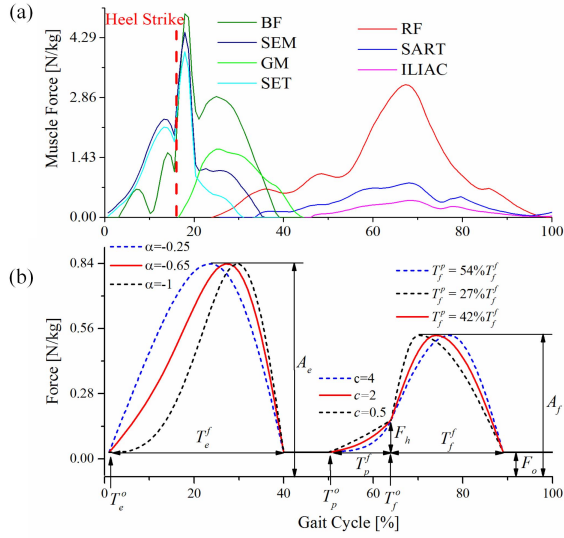 (a)
Heel Strike
BF
SEM
GM
SET
RF
SART
ILIAC
Muscle Force [N/kg]
4.29
2.86
1.43
0.00
0 20 40 60 80 100
(b)
α=-0.25
α=-0.65
α=-1
T_f^p = 54%T_f^f
T_f^p = 27%T_f^f
T_f^p = 42%T_f^f
c=4
c=2
c=0.5
Force [N/kg]
0.84
0.56
0.28
0.00
A_e
A_f
T_e^f
F_h
T_f^f
T_p^f
F_o
0 20 40 60 80 100
T_e^o
T_p^o
T_f^o
Gait Cycle [%]